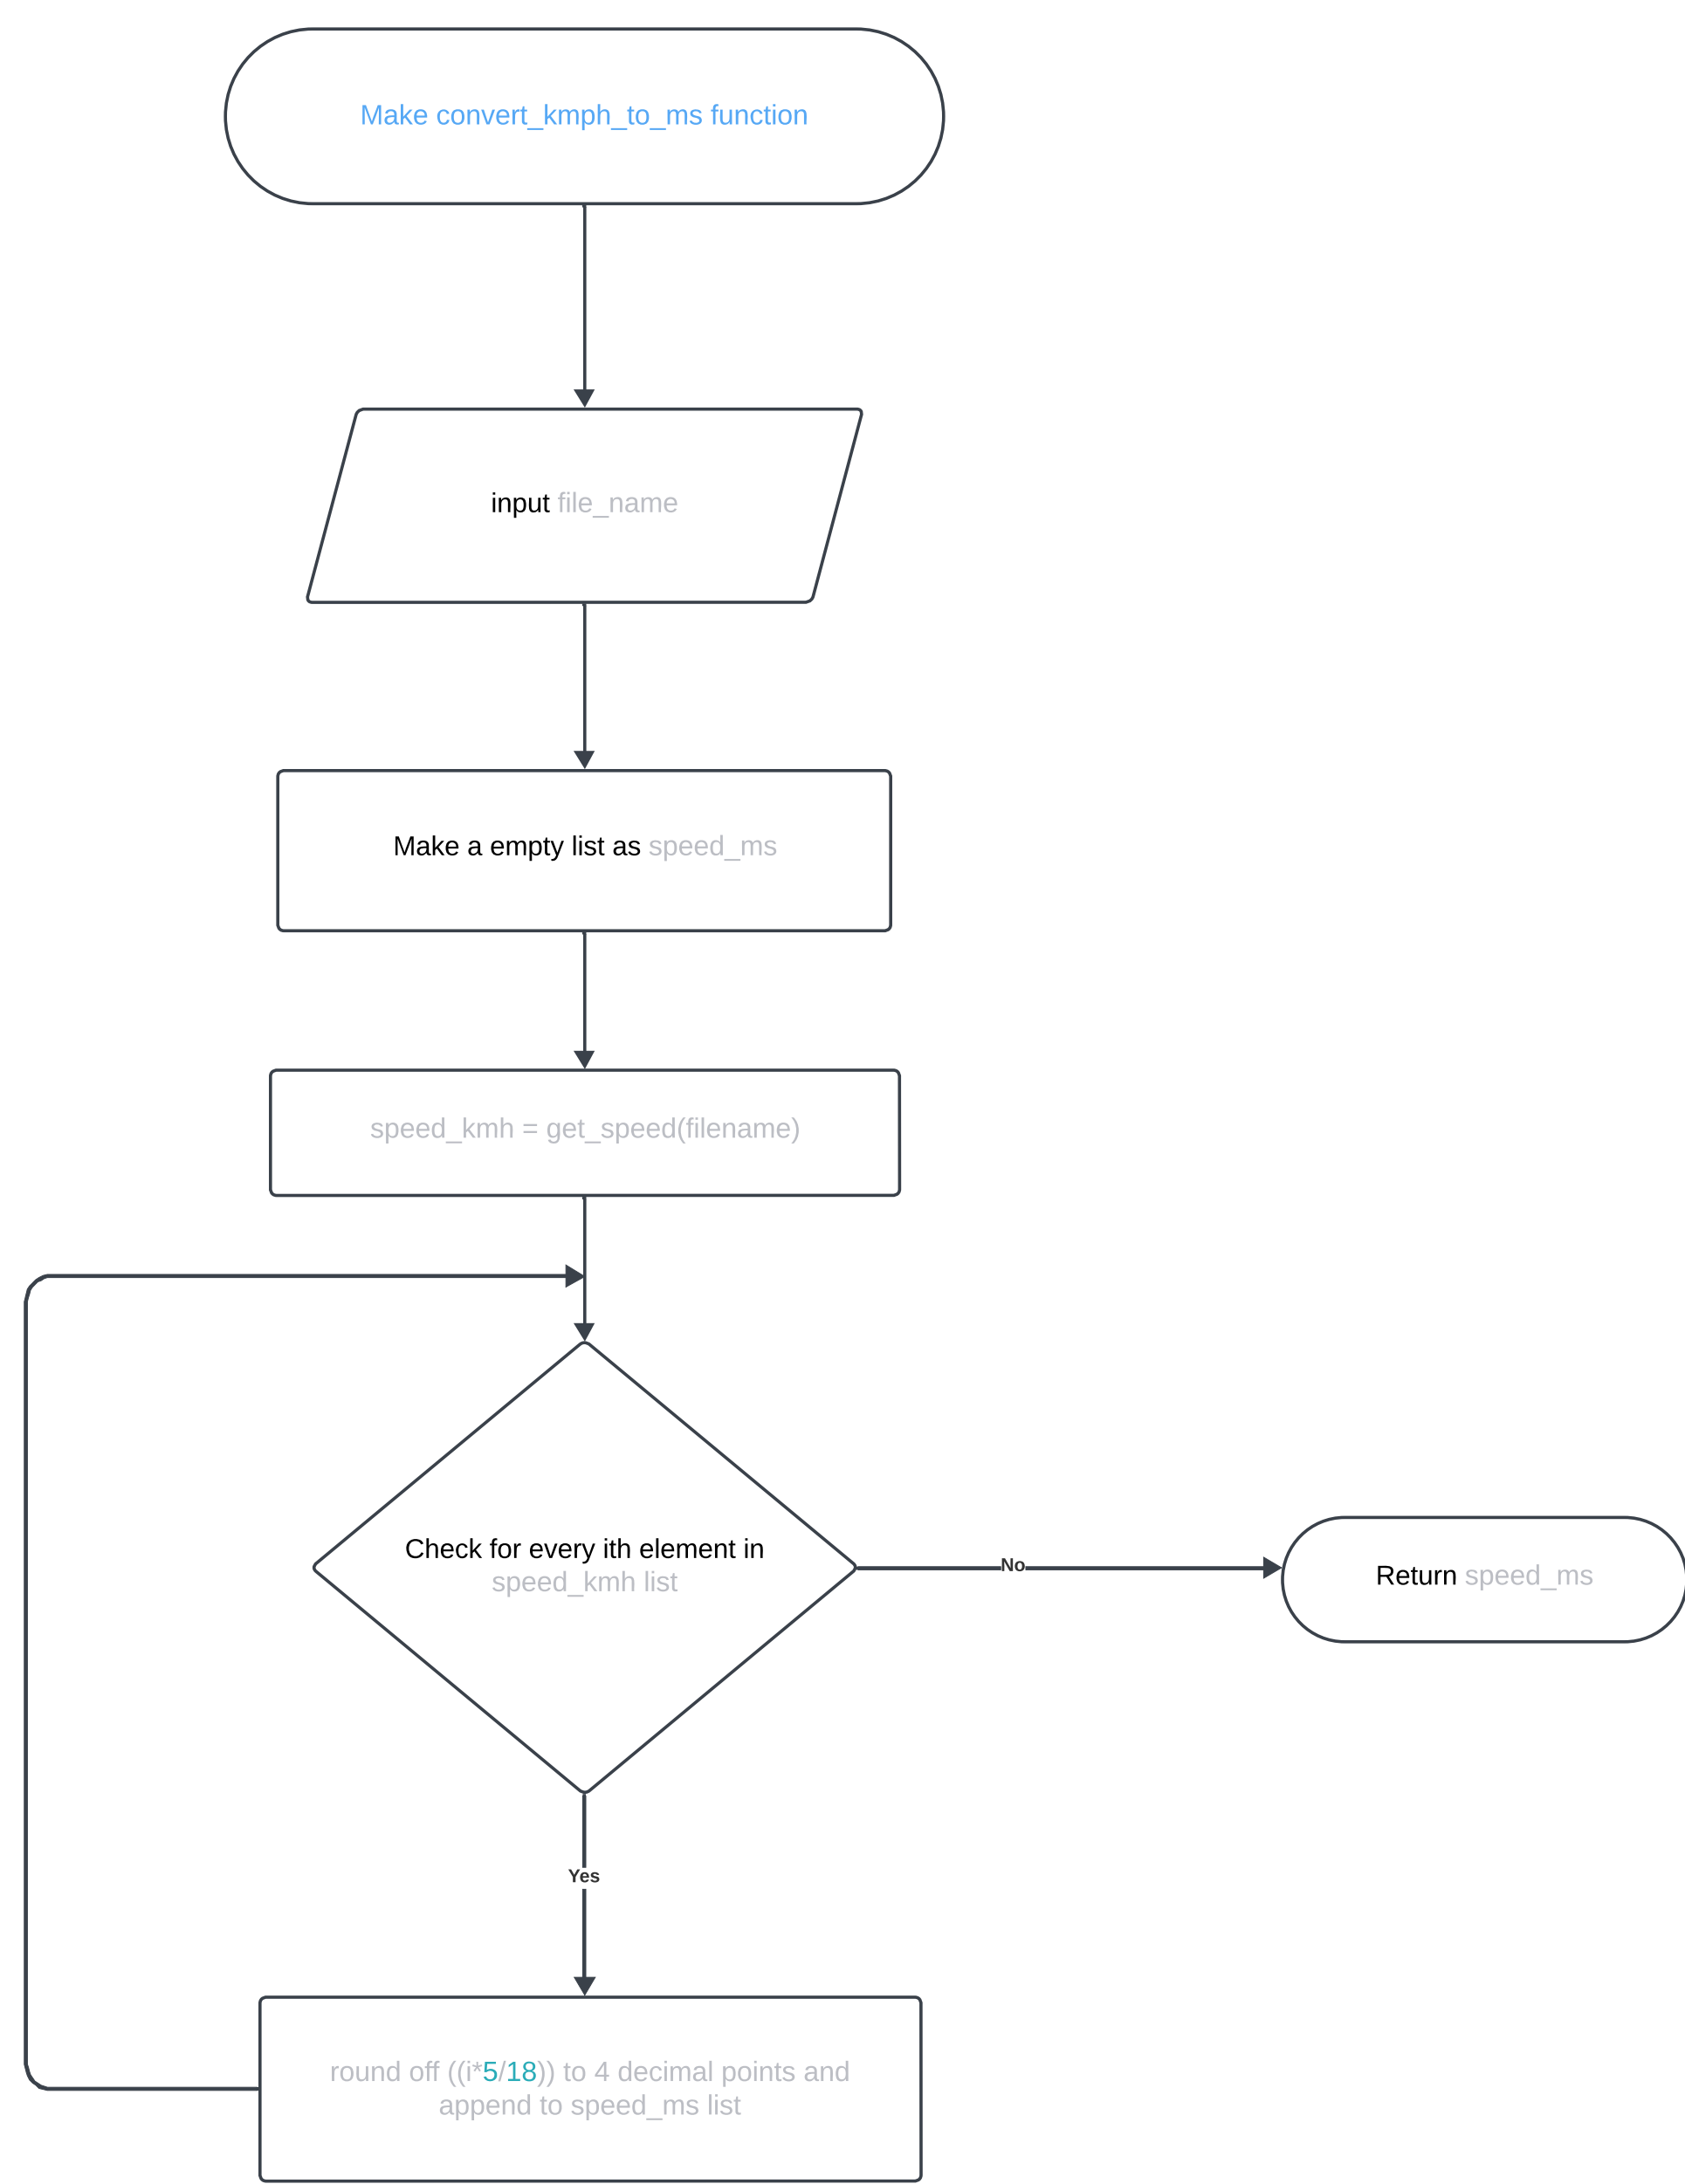 Make convert_kmph_to_ms function
input file_name
Make a empty list as speed_ms
speed_kmh = get_speed(filename)
Check for every ith element in
speed_kmh list
No
Return speed_ms
Yes
round off ((i*5/18)) to 4 decimal points and
append to speed_ms list